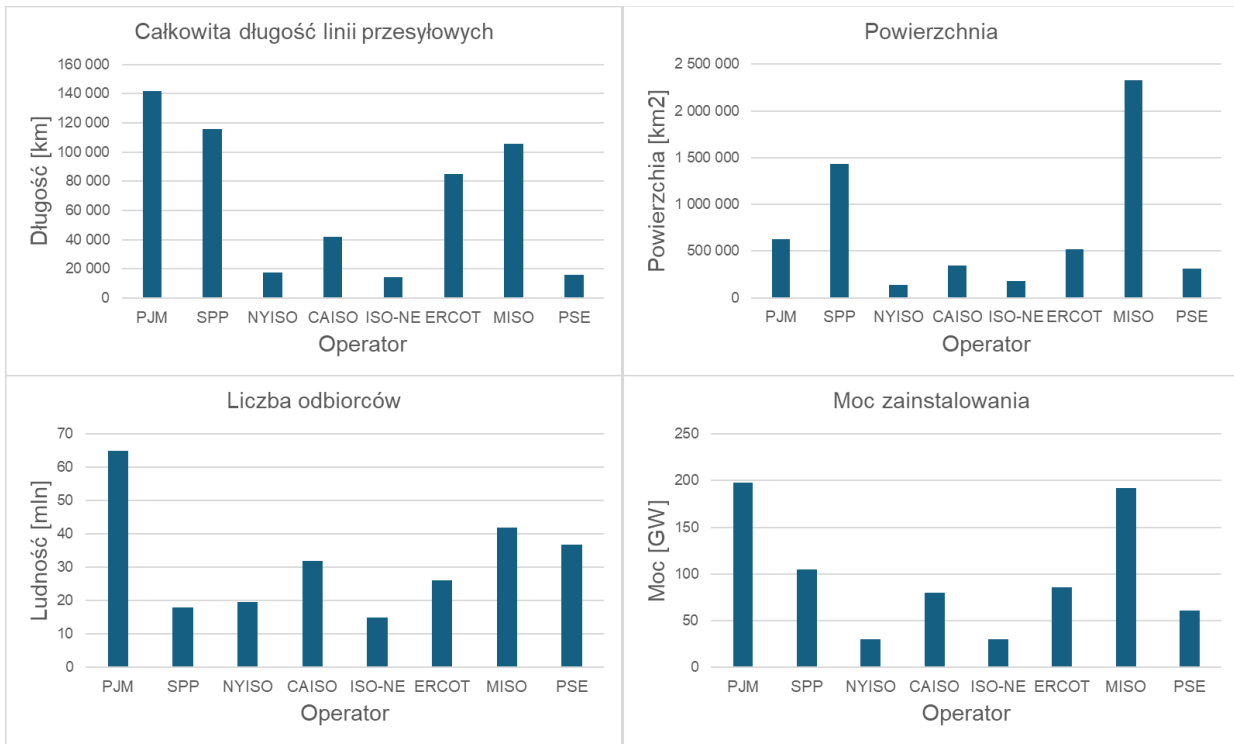 Całkowita długość linii przesyłowych
160 000
140 000
120 000
100 000
80 000
60 000
40 000
20 000
0
Długość [km]
PJM SPP NYISO CAISO ISO-NE ERCOT MISO PSE
Operator
Powierzchnia
2 500 000
2 000 000
1 500 000
1 000 000
500 000
0
Powierzchia [km2]
PJM SPP NYISO CAISO ISO-NE ERCOT MISO PSE
Operator
Liczba odbiorców
70
60
50
40
30
20
10
0
Ludność [mln]
PJM SPP NYISO CAISO ISO-NE ERCOT MISO PSE
Operator
Moc zainstalowania
250
200
150
100
50
0
Moc [GW]
PJM SPP NYISO CAISO ISO-NE ERCOT MISO PSE
Operator